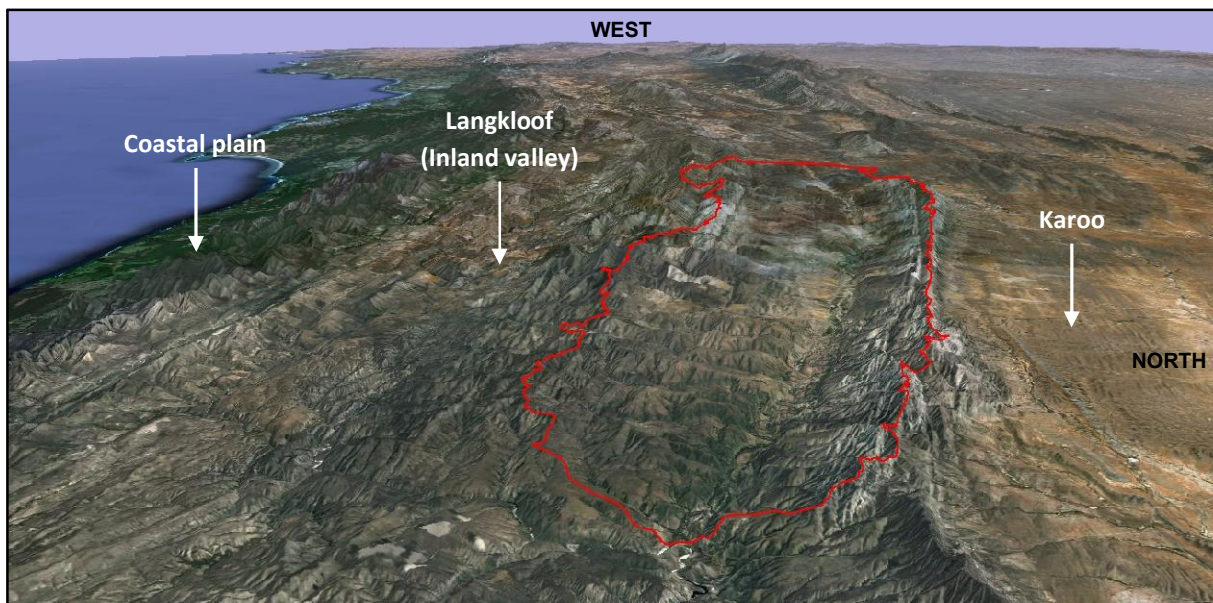 WEST
Coastal plain
Langkloof
(Inland valley)
Karoo
NORTH